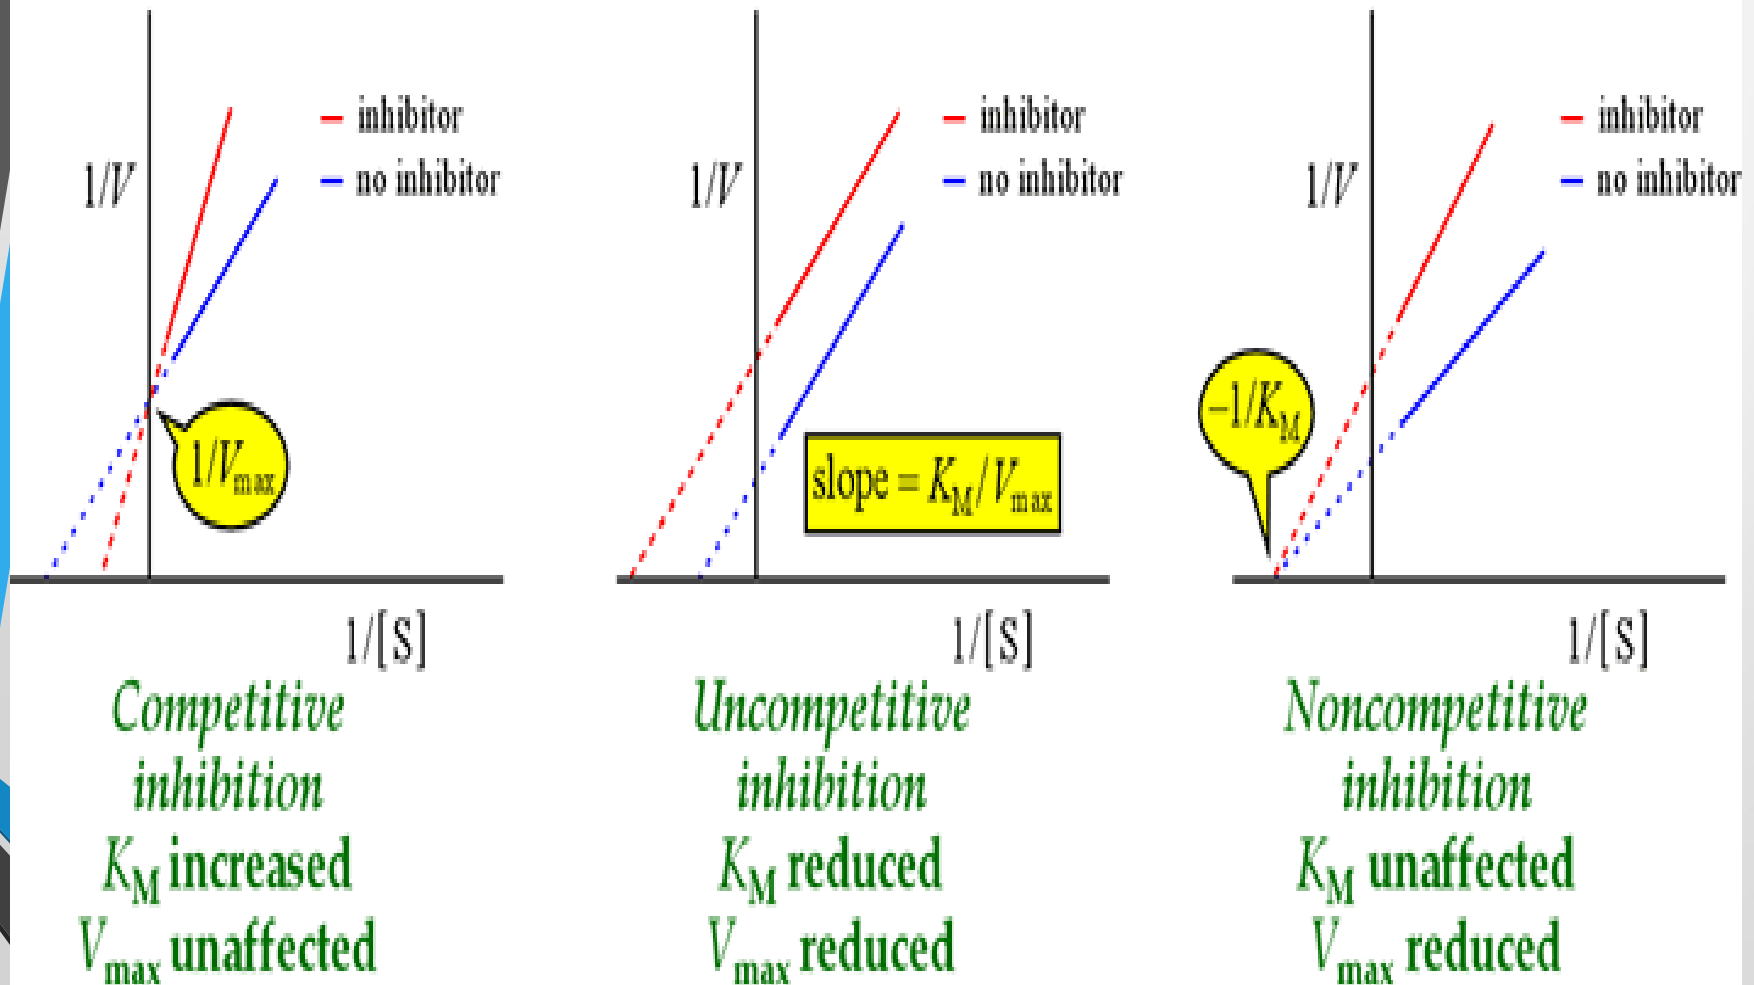 inhibitor
no inhibitor
1/V
1/Vmax
1/[S]
Competitive
inhibition
KM increased
Vmax unaffected
inhibitor
no inhibitor
1/V
slope = KM/Vmax
1/[S]
Uncompetitive
inhibition
KM reduced
Vmax reduced
inhibitor
no inhibitor
1/V
–1/KM
1/[S]
Noncompetitive
inhibition
KM unaffected
Vmax reduced